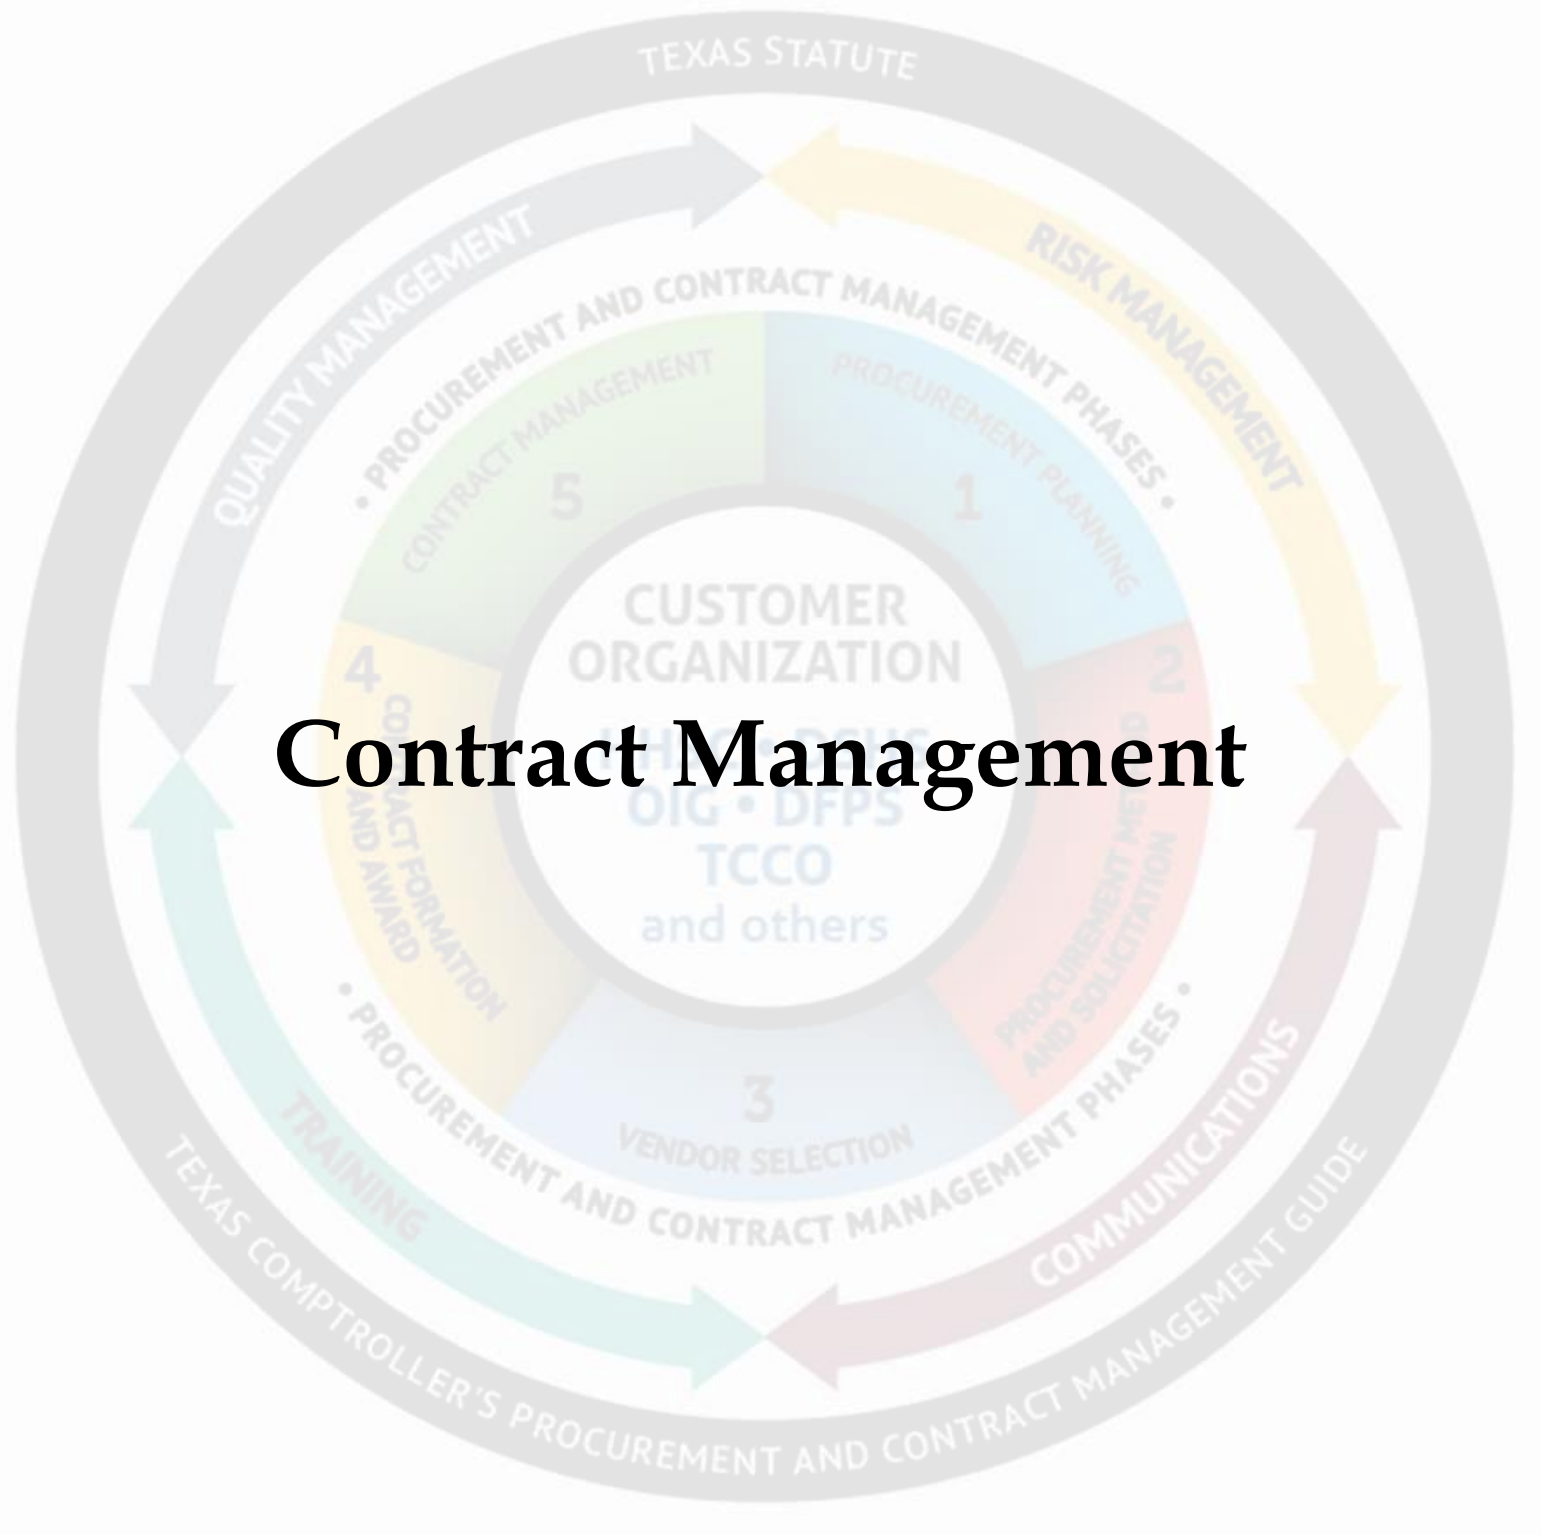 TEXAS STATUTE
QUALITY MANAGEMENT
RISK MANAGEMENT
• PROCUREMENT AND CONTRACT MANAGEMENT PHASES •
CONTRACT MANAGEMENT
5
PROCUREMENT PLANNING
1
CUSTOMER
ORGANIZATION
4
CONTRACT FORMATION
AND AWARD
2
PROCUREMENT
AND SOLICITATION
Contract Management
OIG • DFPS
TCCO
and others
3
VENDOR SELECTION
• PROCUREMENT AND CONTRACT MANAGEMENT PHASES •
TRAINING
COMMUNICATIONS
TEXAS COMPTROLLER'S PROCUREMENT AND CONTRACT MANAGEMENT GUIDE